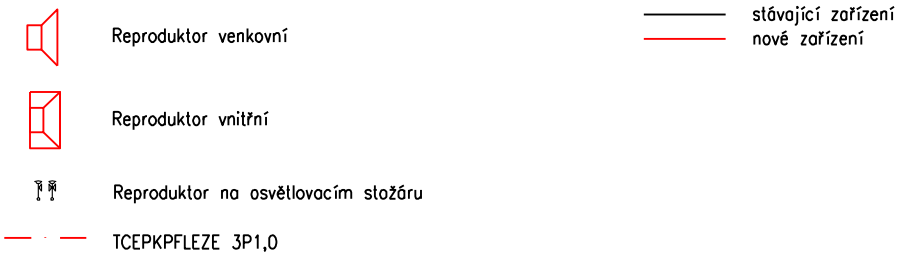 Reproduktor venkovní
stávající zařízení
nové zařízení
Reproduktor vnitřní
Reproduktor na osvětlovacím stožáru
TCEPKPFLEZE 3P1,0